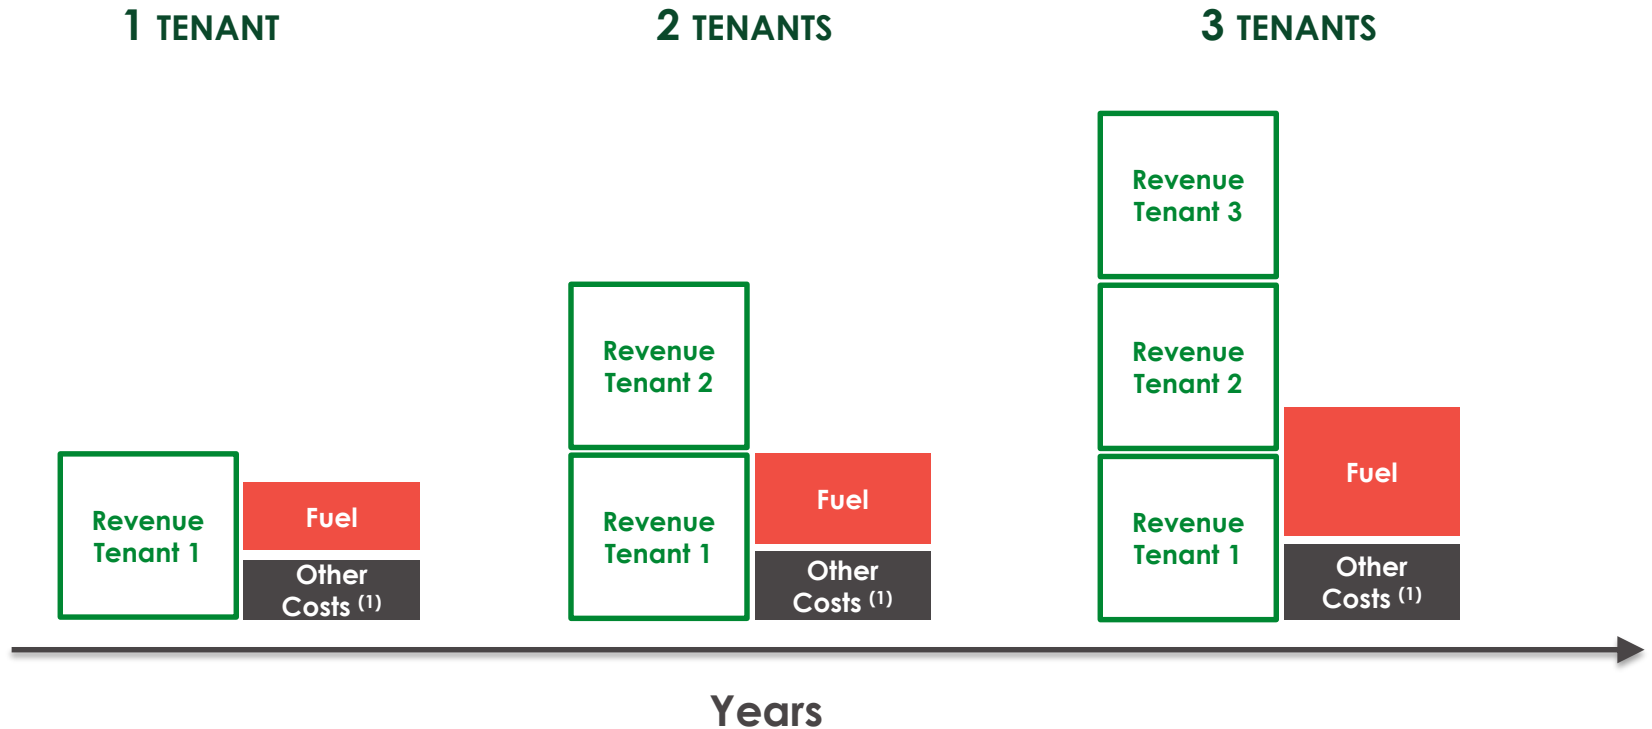 1 TENANT
2 TENANTS
3 TENANTS
Revenue
Tenant 1
Fuel
Other
Costs (1)
Revenue
Tenant 2
Revenue
Tenant 1
Fuel
Other
Costs (1)
Revenue
Tenant 3
Revenue
Tenant 2
Revenue
Tenant 1
Fuel
Other
Costs (1)
Years